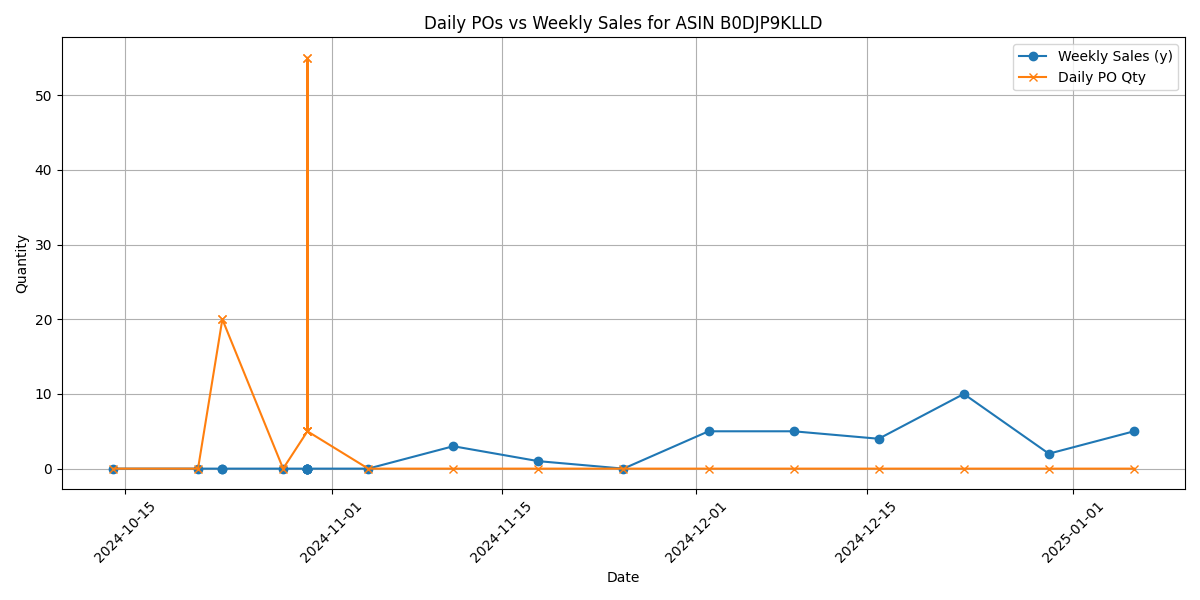 Daily POs vs Weekly Sales for ASIN B0DJP9KLLD
Weekly Sales (y)
Daily PO Qty
Quantity
50
40
30
20
10
0
2024-10-15
2024-11-01
2024-11-15
2024-12-01
2024-12-15
2025-01-01
Date